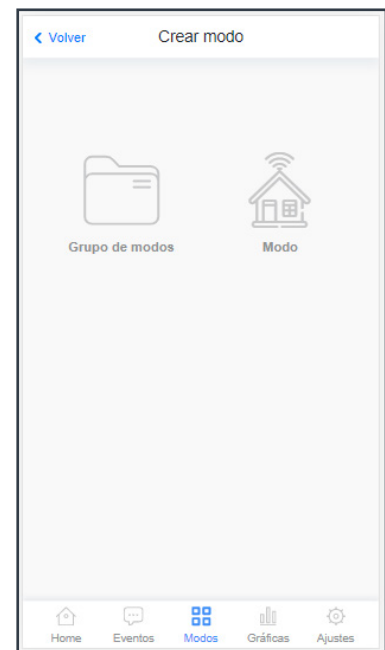 Volver
Crear modo
Grupo de modos
Modo
Home
Eventos
Modos
Gráficas
Ajustes